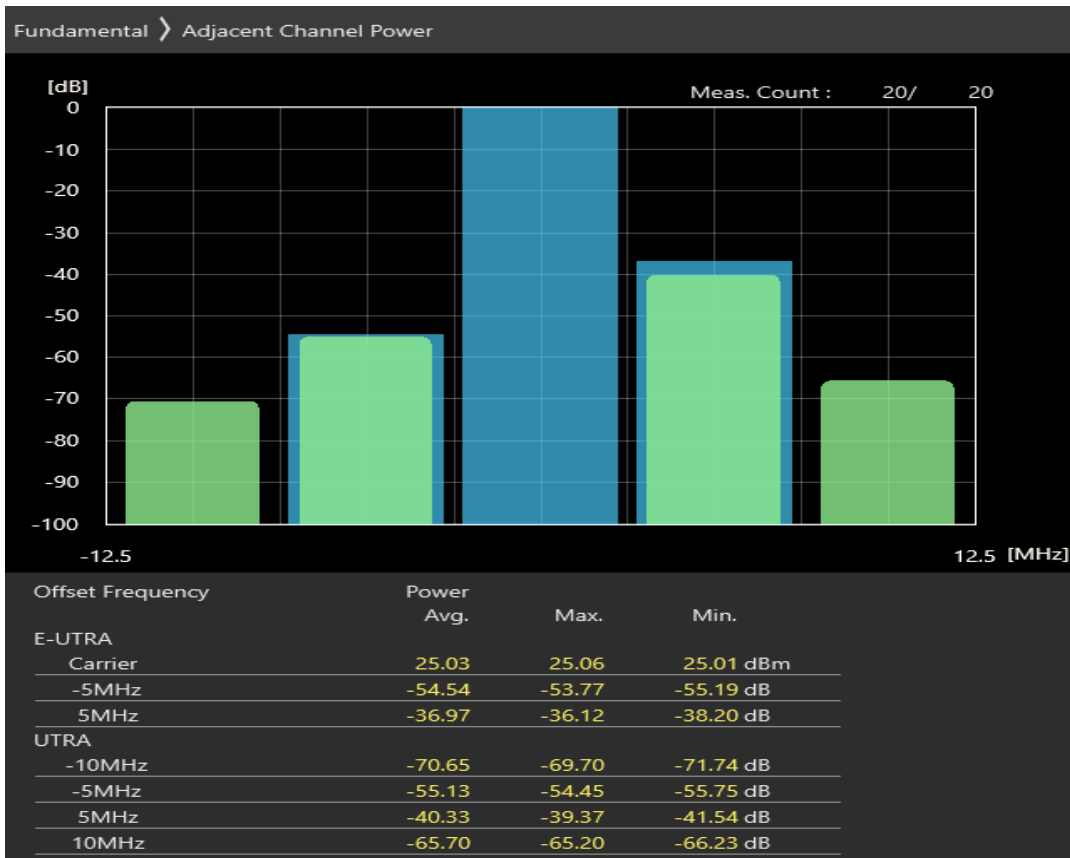 Fundamental 〉 Adjacent Channel Power
[dB]
Meas. Count : 20/ 20
0
-10
-20
-30
-40
-50
-60
-70
-80
-90
-100
-12.5 12.5 [MHz]
Offset Frequency Power
Avg. Max. Min.
E-UTRA
Carrier 25.03 25.06 25.01 dBm
-5MHz -54.54 -53.77 -55.19 dB
5MHz -36.97 -36.12 -38.20 dB
UTRA
-10MHz -70.65 -69.70 -71.74 dB
-5MHz -55.13 -54.45 -55.75 dB
5MHz -40.33 -39.37 -41.54 dB
10MHz -65.70 -65.20 -66.23 dB